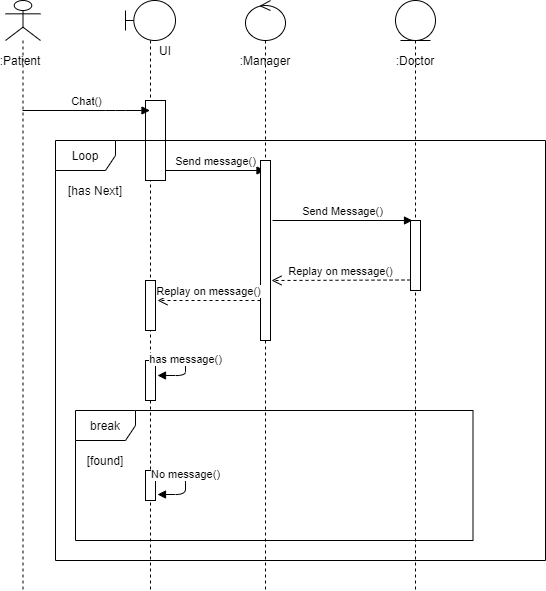 UI
:Patient
:Manager
:Doctor
Chat()
Loop
Send message()
[has Next]
Send Message()
Replay on message()
Replay on message()
has message()
break
[found]
No message()